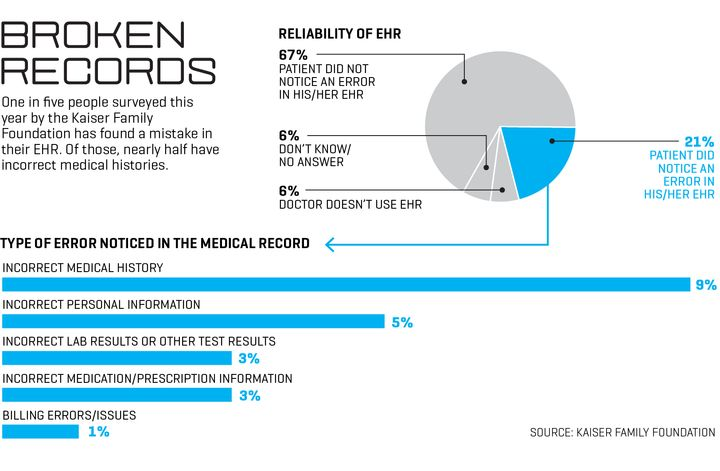 BROKEN
RECORDS
One in five people surveyed this
year by the Kaiser Family
Foundation has found a mistake in
their EHR. Of those, nearly half have
incorrect medical histories.
RELIABILITY OF EHR
67%
PATIENT DID NOT
NOTICE AN ERROR
IN HIS/HER EHR
6%
DON'T KNOW/
NO ANSWER
6%
DOCTOR DOESN'T USE EHR
21%
PATIENT DID
NOTICE AN
ERROR IN
HIS/HER EHR
TYPE OF ERROR NOTICED IN THE MEDICAL RECORD
INCORRECT MEDICAL HISTORY
9%
INCORRECT PERSONAL INFORMATION
5%
INCORRECT LAB RESULTS OR OTHER TEST RESULTS
3%
INCORRECT MEDICATION/PRESCRIPTION INFORMATION
3%
BILLING ERRORS/ISSUES
1%
SOURCE: KAISER FAMILY FOUNDATION